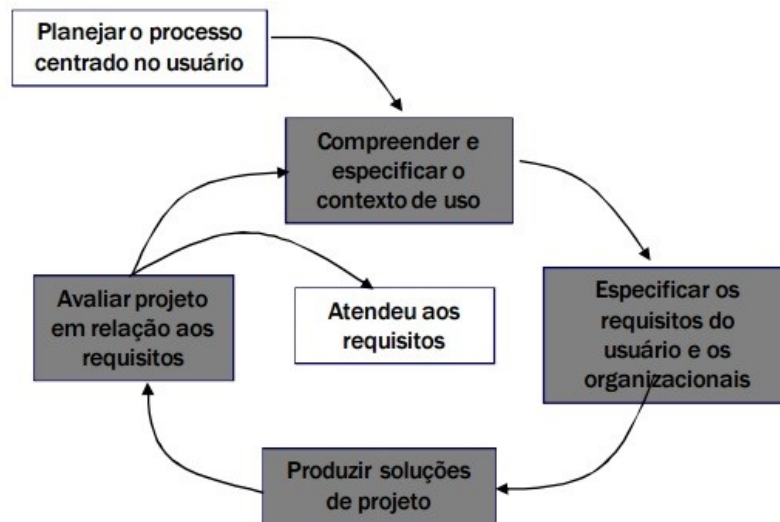 Planejar o processo
centrado no usuário
Compreender e
especificar o
contexto de uso
Especificar os
requisitos do
usuário e os
organizacionais
Produzir soluções
de projeto
Avaliar projeto
em relação aos
requisitos
Atendeu aos
requisitos